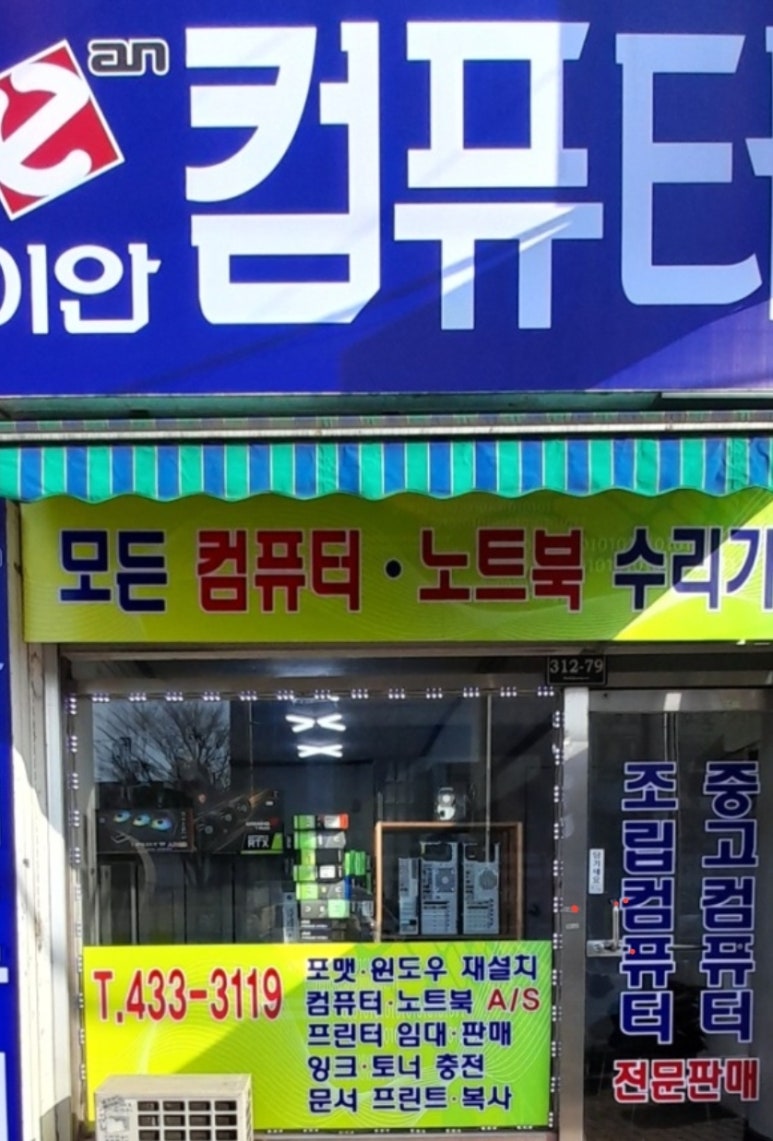 e an
이안
컴퓨터
모든 컴퓨터·노트북 수리기
312-79
RTX
중고컴퓨터
조립컴퓨터
전문판매
T.433-3119
포맷·윈도우 재설치
컴퓨터·노트북 A/S
프린터 임대·판매
잉크·토너 충전
문서 프린트·복사